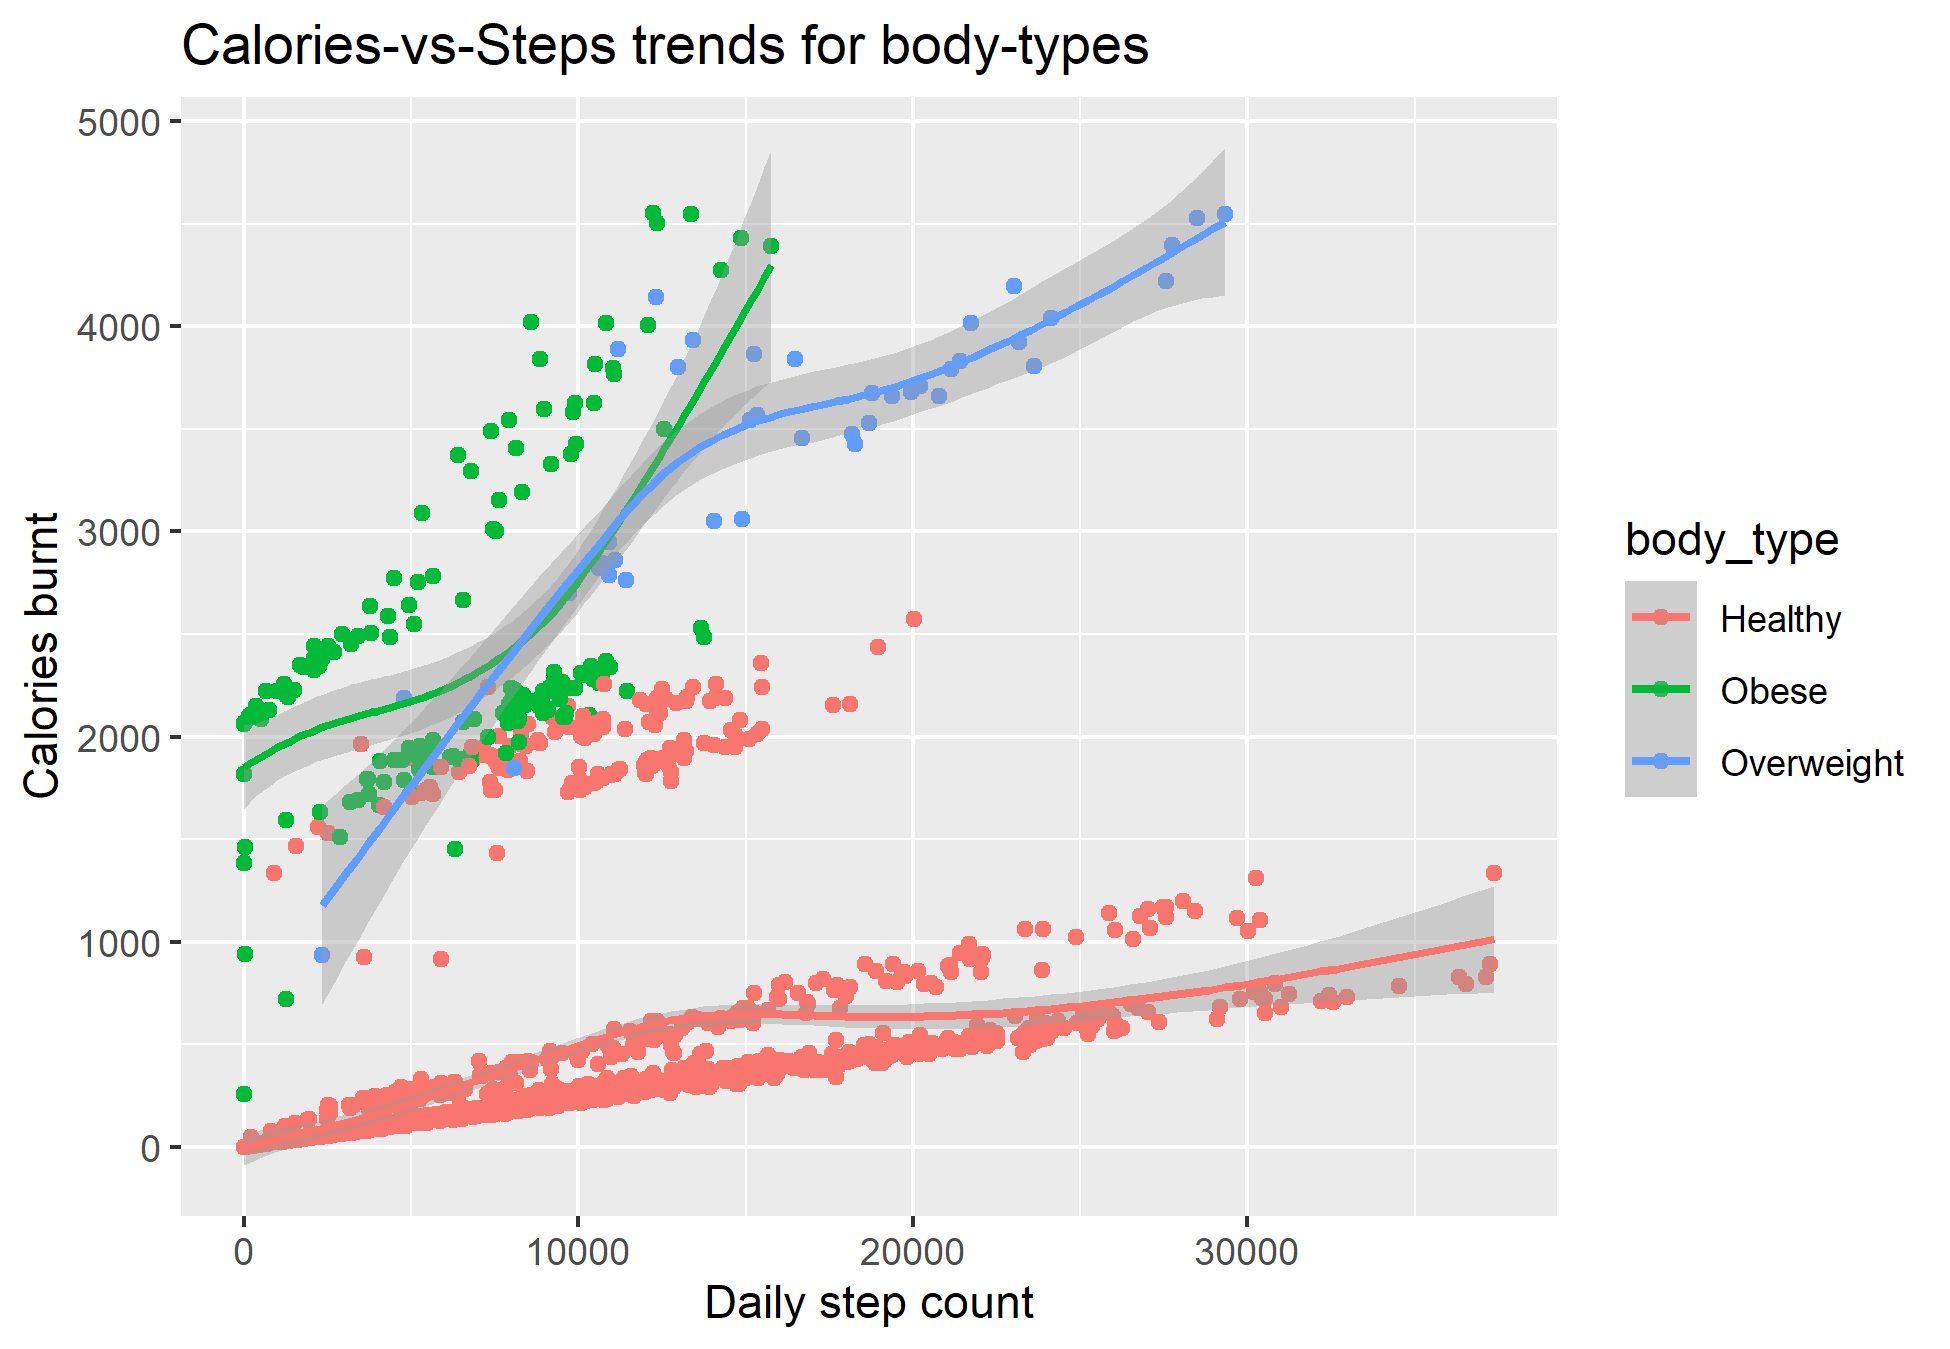 Calories-vs-Steps trends for body-types
5000
4000
3000
2000
1000
0
Calories burnt
0 10000 20000 30000
Daily step count
body_type
Healthy
Obese
Overweight